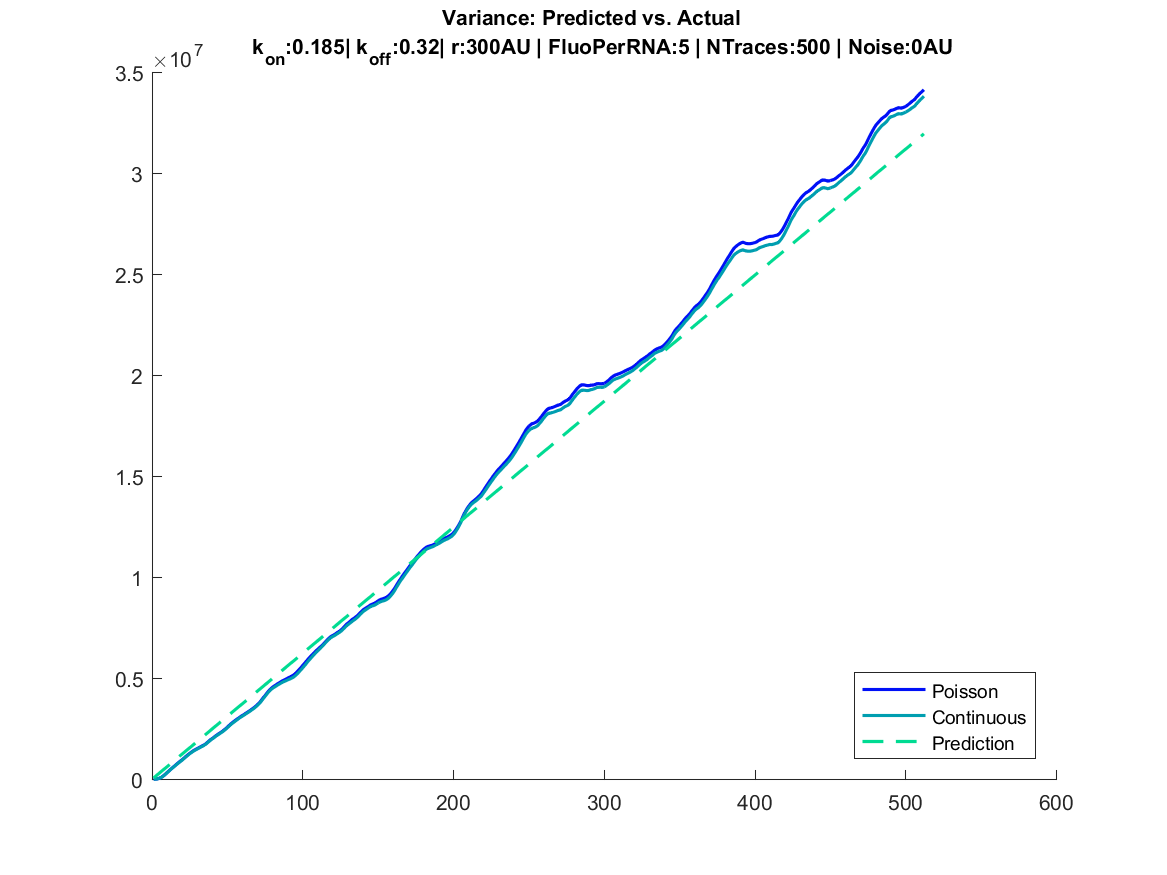 Variance: Predicted vs. Actual
kon:0.185| koff:0.32| r:300AU | FluoPerRNA:5 | NTraces:500 | Noise:0AU
×10^7
3.5
3
2.5
2
1.5
1
0.5
0
0 100 200 300 400 500 600
Poisson
Continuous
Prediction